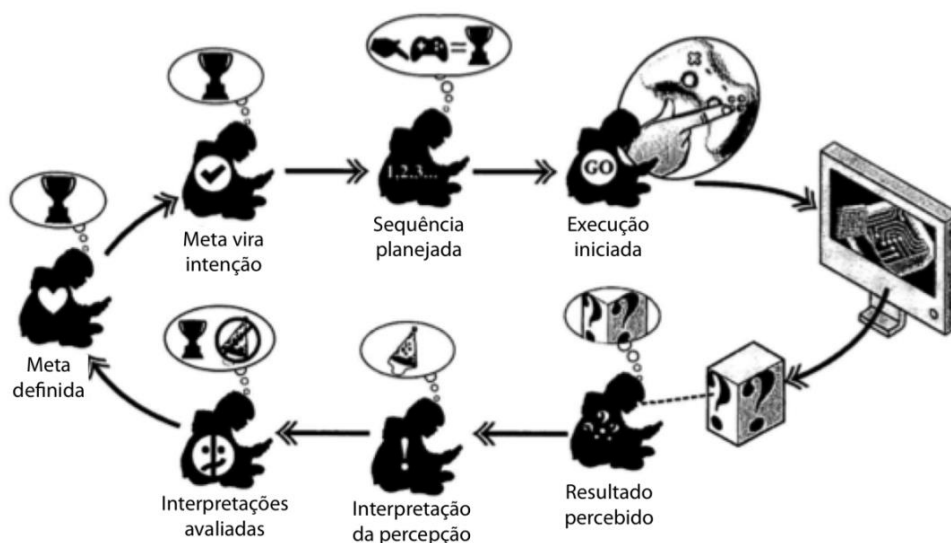 1,2,3...
GO
Meta vira
intenção
Sequência
planejada
Execução
iniciada
Meta
definida
Interpretações
avaliadas
Interpretação
da percepção
Resultado
percebido